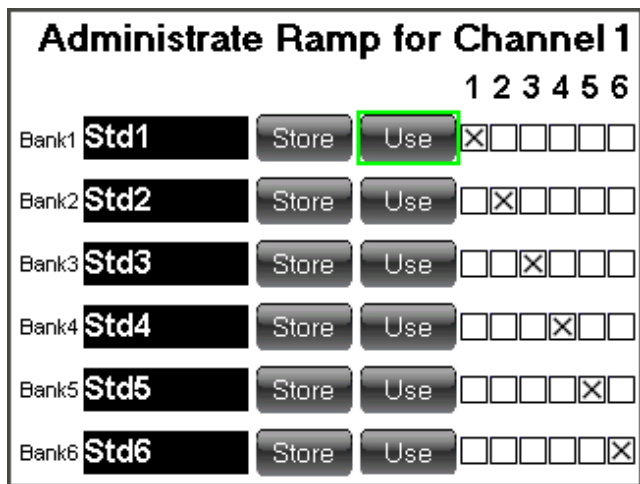 Administrate Ramp for Channel 1
1 2 3 4 5 6
Bank1 Std1 Store Use
Bank2 Std2 Store Use
Bank3 Std3 Store Use
Bank4 Std4 Store Use
Bank5 Std5 Store Use
Bank6 Std6 Store Use